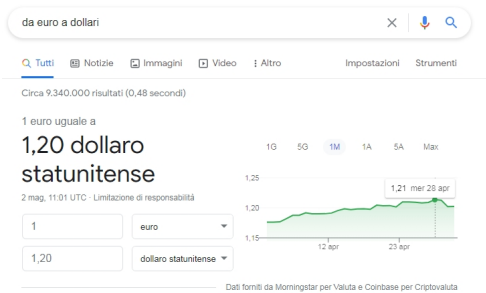 da euro a dollari
Tutti Notizie Immagini Video Altro Impostazioni Strumenti
Circa 9.340.000 risultati (0,48 secondi)
1 euro uguale a
1,20 dollaro
statunitense
2 mag, 11:01 UTC · Limitazione di responsabilità
1 euro
1,20 dollaro statunitense
1G 5G 1M 1A 5A Max
1,25
1,21 mer 28 apr
1,20
1,15
12 apr 23 apr
Dati forniti da Morningstar per Valuta e Coinbase per Criptovaluta